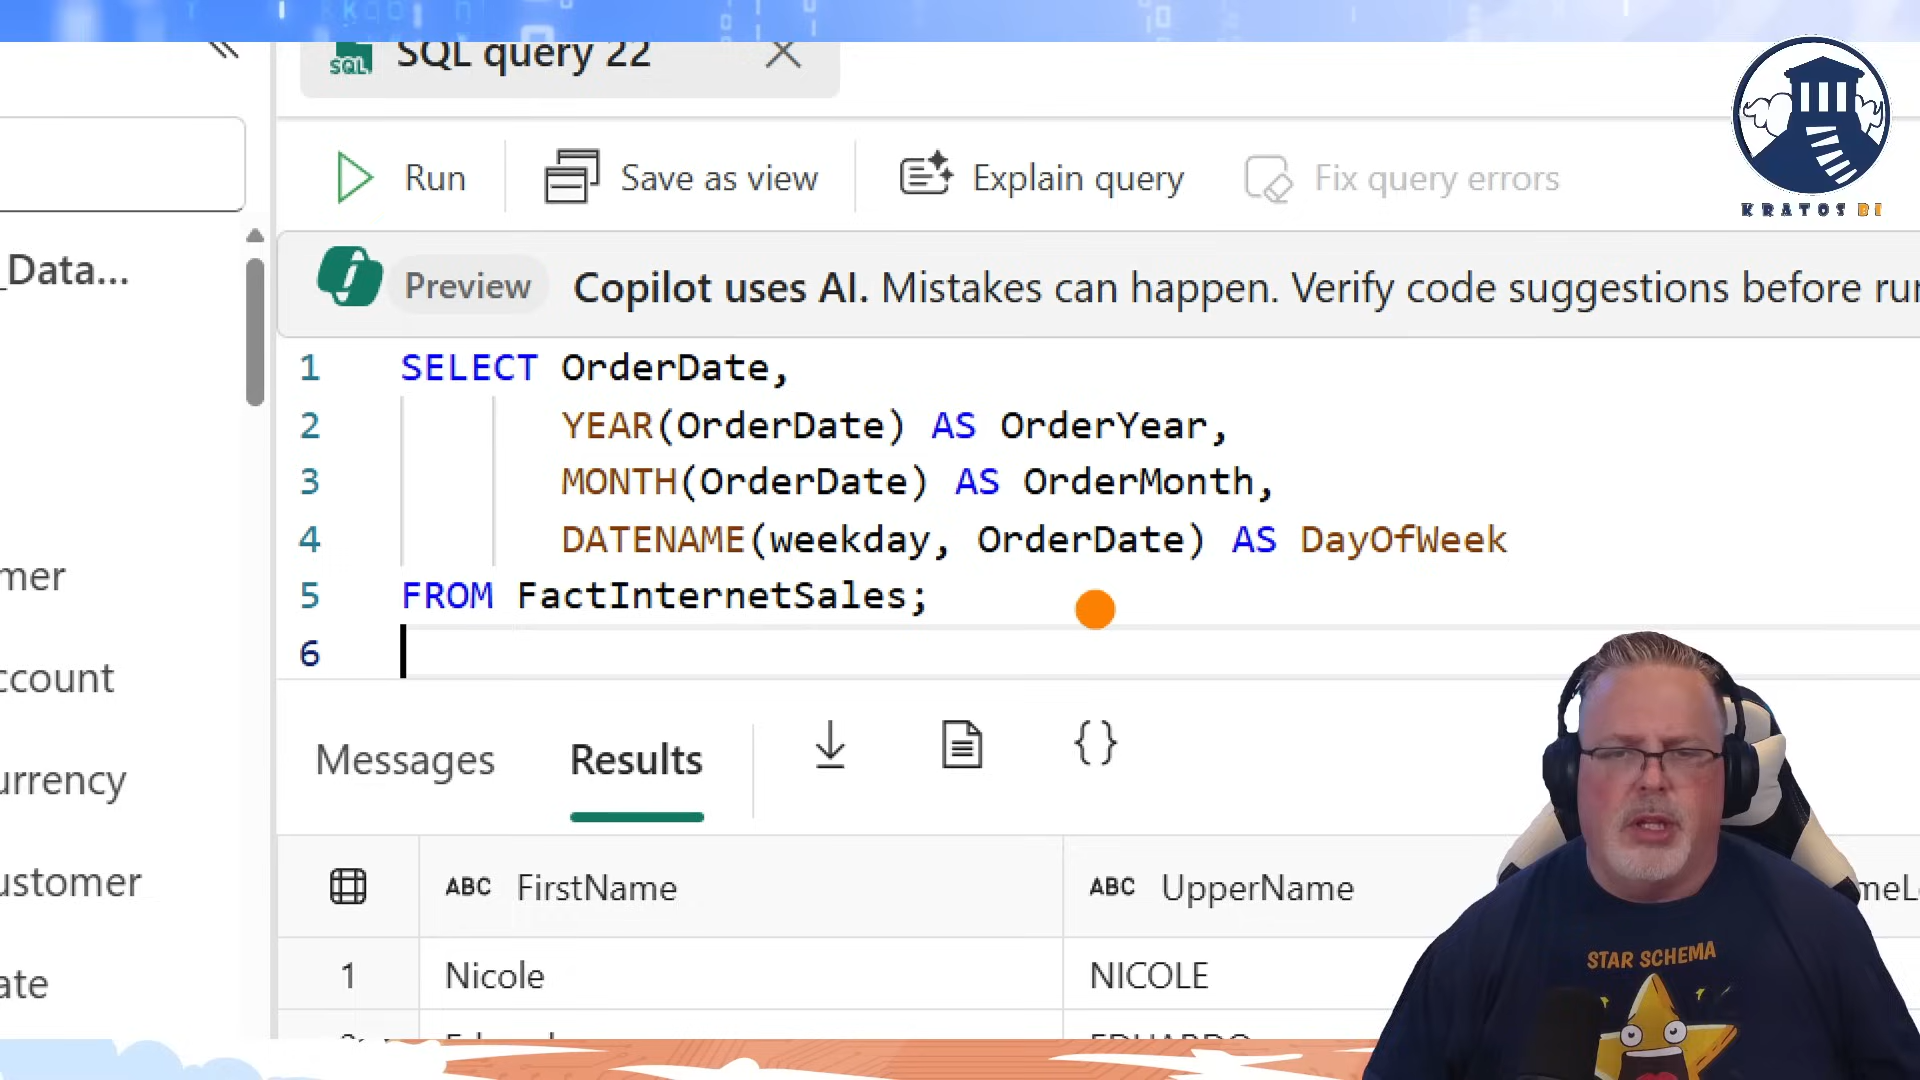 SQL query 22
SQL
Run
Save as view
Explain query
Fix query errors
KRATOS BI
_Data...
Preview
Copilot uses AI. Mistakes can happen. Verify code suggestions before run
1 SELECT OrderDate,
2 YEAR(OrderDate) AS OrderYear,
3 MONTH(OrderDate) AS OrderMonth,
4 DATENAME(weekday, OrderDate) AS DayOfWeek
5 FROM FactInternetSales;
6
mer
ccount
urrency
ustomer
ate
Messages
Results
{}
ABC FirstName
ABC UpperName
meL
1 Nicole NICOLE
STAR SCHEMA